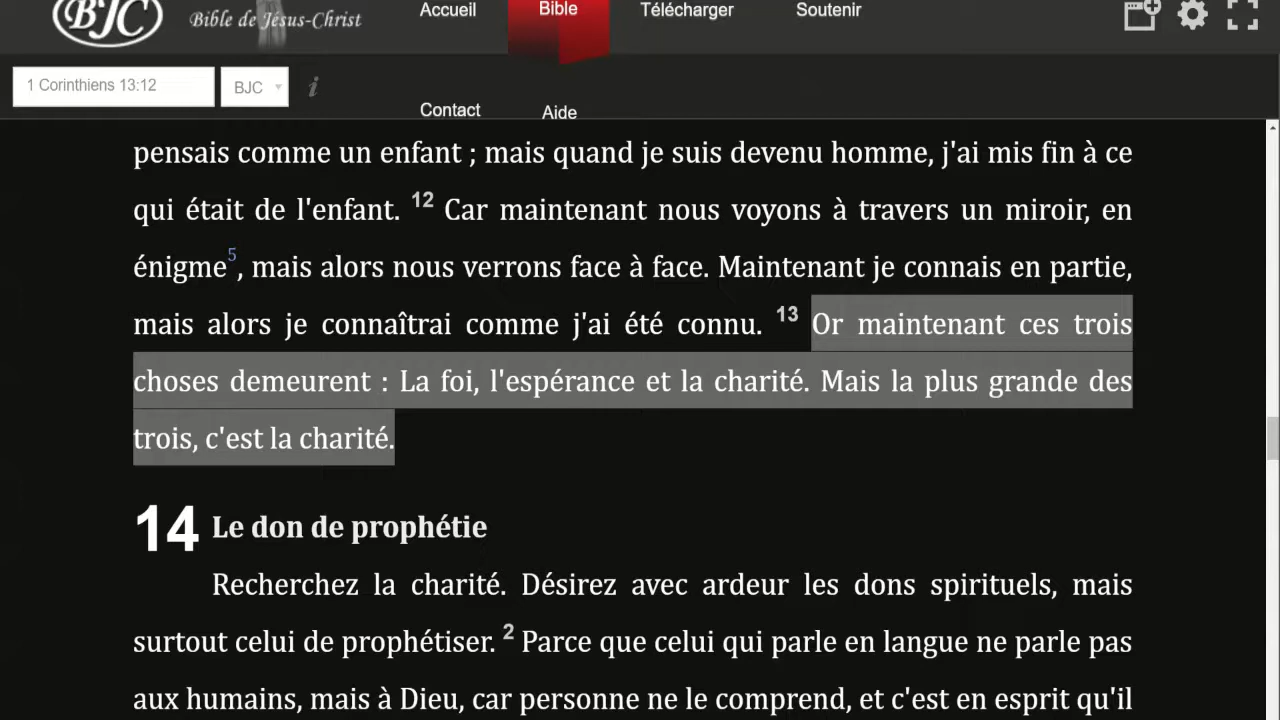 BJC Bible de Jésus-Christ Accueil Bible Télécharger Soutenir
1 Corinthiens 13:12 BJC i
Contact Aide
pensais comme un enfant ; mais quand je suis devenu homme, j'ai mis fin à ce
qui était de l'enfant. 12 Car maintenant nous voyons à travers un miroir, en
énigme5, mais alors nous verrons face à face. Maintenant je connais en partie,
mais alors je connaîtrai comme j'ai été connu. 13 Or maintenant ces trois
choses demeurent : La foi, l'espérance et la charité. Mais la plus grande des
trois, c'est la charité.
14 Le don de prophétie
Recherchez la charité. Désirez avec ardeur les dons spirituels, mais
surtout celui de prophétiser. 2 Parce que celui qui parle en langue ne parle pas
aux humains, mais à Dieu, car personne ne le comprend, et c'est en esprit qu'il